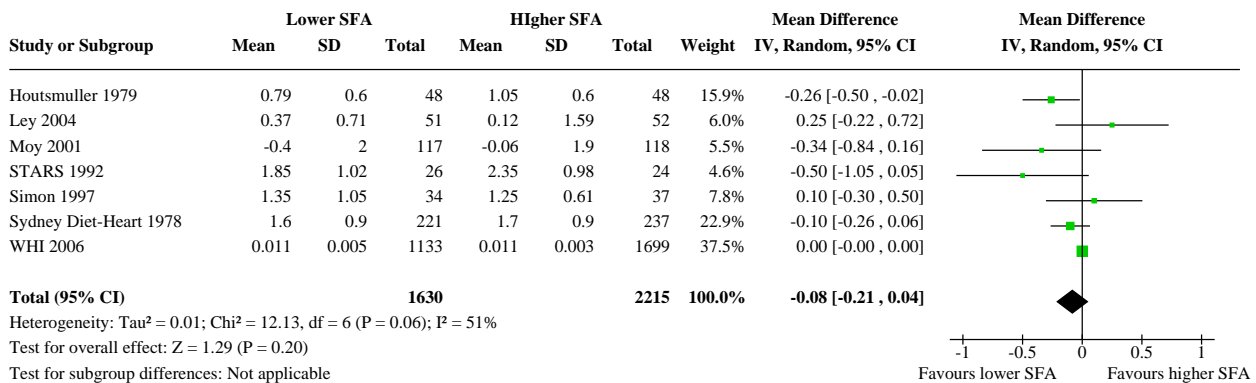 Lower SFA HIgher SFA Mean Difference Mean Difference
Study or Subgroup Mean SD Total Mean SD Total Weight IV, Random, 95% CI IV, Random, 95% CI
Houtsmuller 1979 0.79 0.6 48 1.05 0.6 48 15.9% -0.26 [-0.50 , -0.02]
Ley 2004 0.37 0.71 51 0.12 1.59 52 6.0% 0.25 [-0.22 , 0.72]
Moy 2001 -0.4 2 117 -0.06 1.9 118 5.5% -0.34 [-0.84 , 0.16]
STARS 1992 1.85 1.02 26 2.35 0.98 24 4.6% -0.50 [-1.05 , 0.05]
Simon 1997 1.35 1.05 34 1.25 0.61 37 7.8% 0.10 [-0.30 , 0.50]
Sydney Diet-Heart 1978 1.6 0.9 221 1.7 0.9 237 22.9% -0.10 [-0.26 , 0.06]
WHI 2006 0.011 0.005 1133 0.011 0.003 1699 37.5% 0.00 [-0.00 , 0.00]
Total (95% CI) 1630 2215 100.0% -0.08 [-0.21 , 0.04]
Heterogeneity: Tau² = 0.01; Chi² = 12.13, df = 6 (P = 0.06); I² = 51%
Test for overall effect: Z = 1.29 (P = 0.20)
-1 -0.5 0 0.5 1
Test for subgroup differences: Not applicable
Favours lower SFA Favours higher SFA